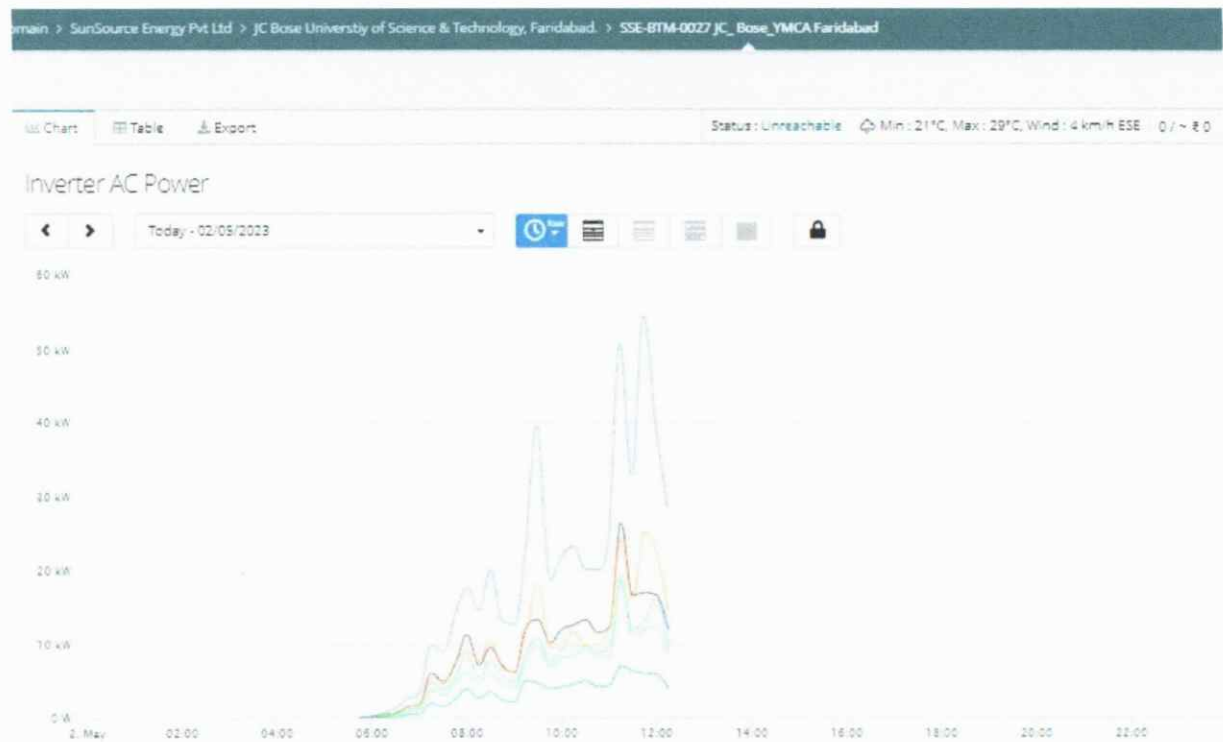 omain > SunSource Energy Pvt Ltd > JC Bose Universtiy of Science & Technology, Faridabad. > SSE-BTM-0027 JC_ Bose_YMCA Faridabad
Chart Table Export Status : Unreachable Min : 21°C, Max : 29°C, Wind : 4 km/h ESE 0 / ~ ₹ 0
Inverter AC Power
Today - 02/05/2023
60 kW
50 kW
40 kW
30 kW
20 kW
10 kW
0 W
2. May 02:00 04:00 06:00 08:00 10:00 12:00 14:00 16:00 18:00 20:00 22:00